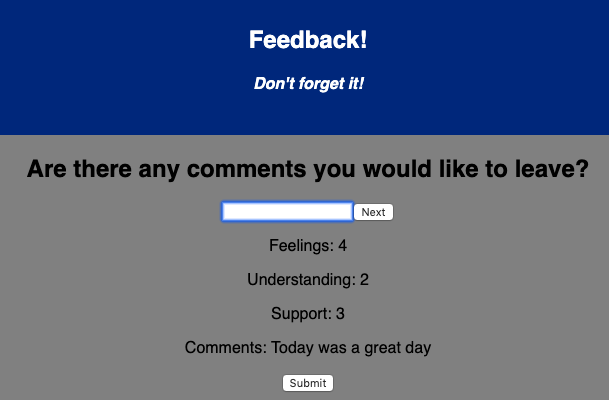 Feedback!
Don't forget it!
Are there any comments you would like to leave?
Next
Feelings: 4
Understanding: 2
Support: 3
Comments: Today was a great day
Submit